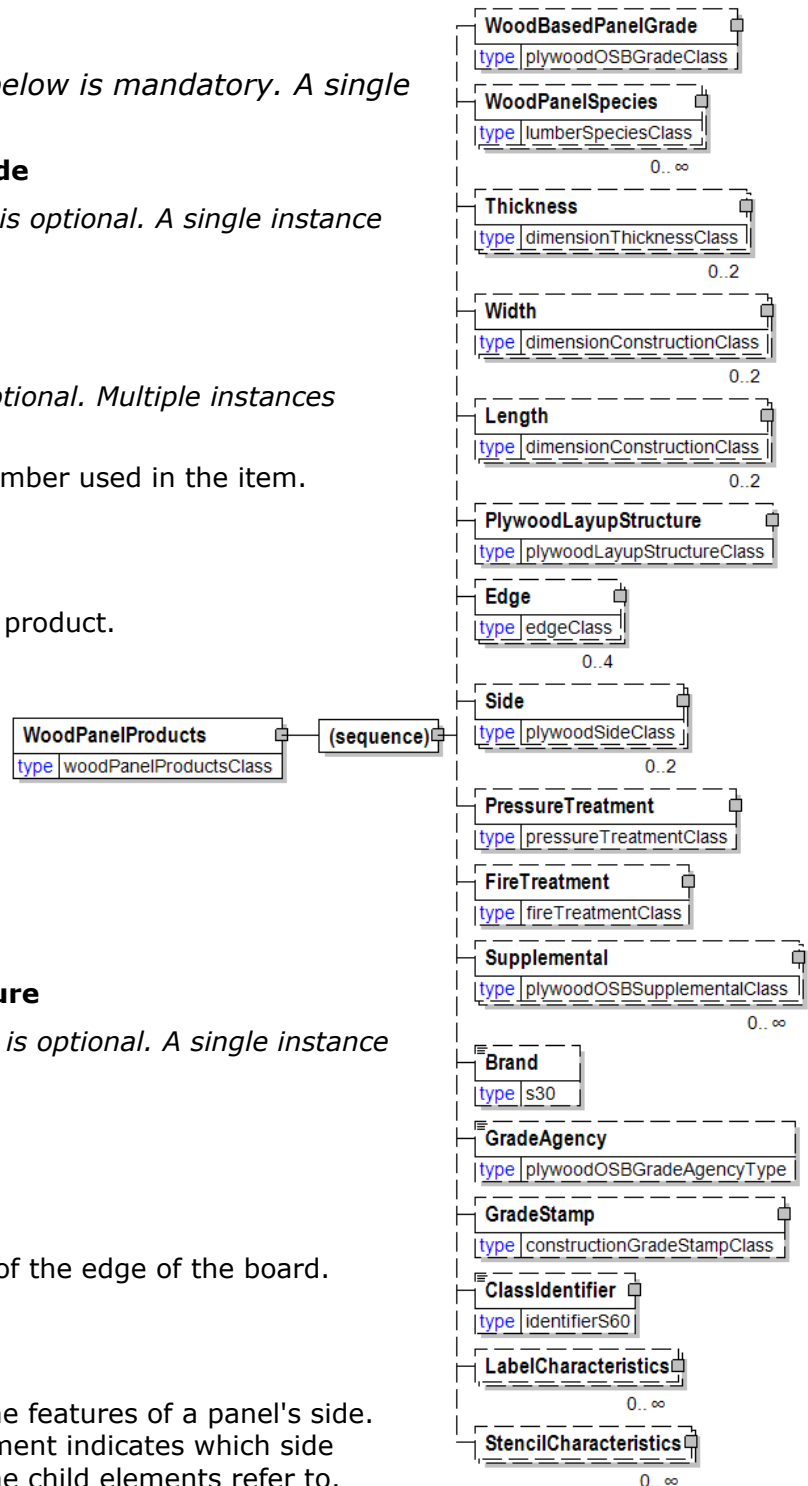 below is mandatory. A single
de
is optional. A single instance
ptional. Multiple instances
mber used in the item.
product.
ure
is optional. A single instance
of the edge of the board.
features of a panel's side.
ment indicates which side
child elements refer to.
WoodPanelProducts
type woodPanelProductsClass
(sequence)
WoodBasedPanelGrade
type plywoodOSBGradeClass
WoodPanelSpecies
type lumberSpeciesClass
0.. ∞
Thickness
type dimensionThicknessClass
0..2
Width
type dimensionConstructionClass
0..2
Length
type dimensionConstructionClass
0..2
PlywoodLayupStructure
type plywoodLayupStructureClass
Edge
type edgeClass
0..4
Side
type plywoodSideClass
0..2
PressureTreatment
type pressureTreatmentClass
FireTreatment
type fireTreatmentClass
Supplemental
type plywoodOSBSupplementalClass
0.. ∞
Brand
type s30
GradeAgency
type plywoodOSBGradeAgencyType
GradeStamp
type constructionGradeStampClass
ClassIdentifier
type identifierS60
LabelCharacteristics
0.. ∞
StencilCharacteristics
0.. ∞